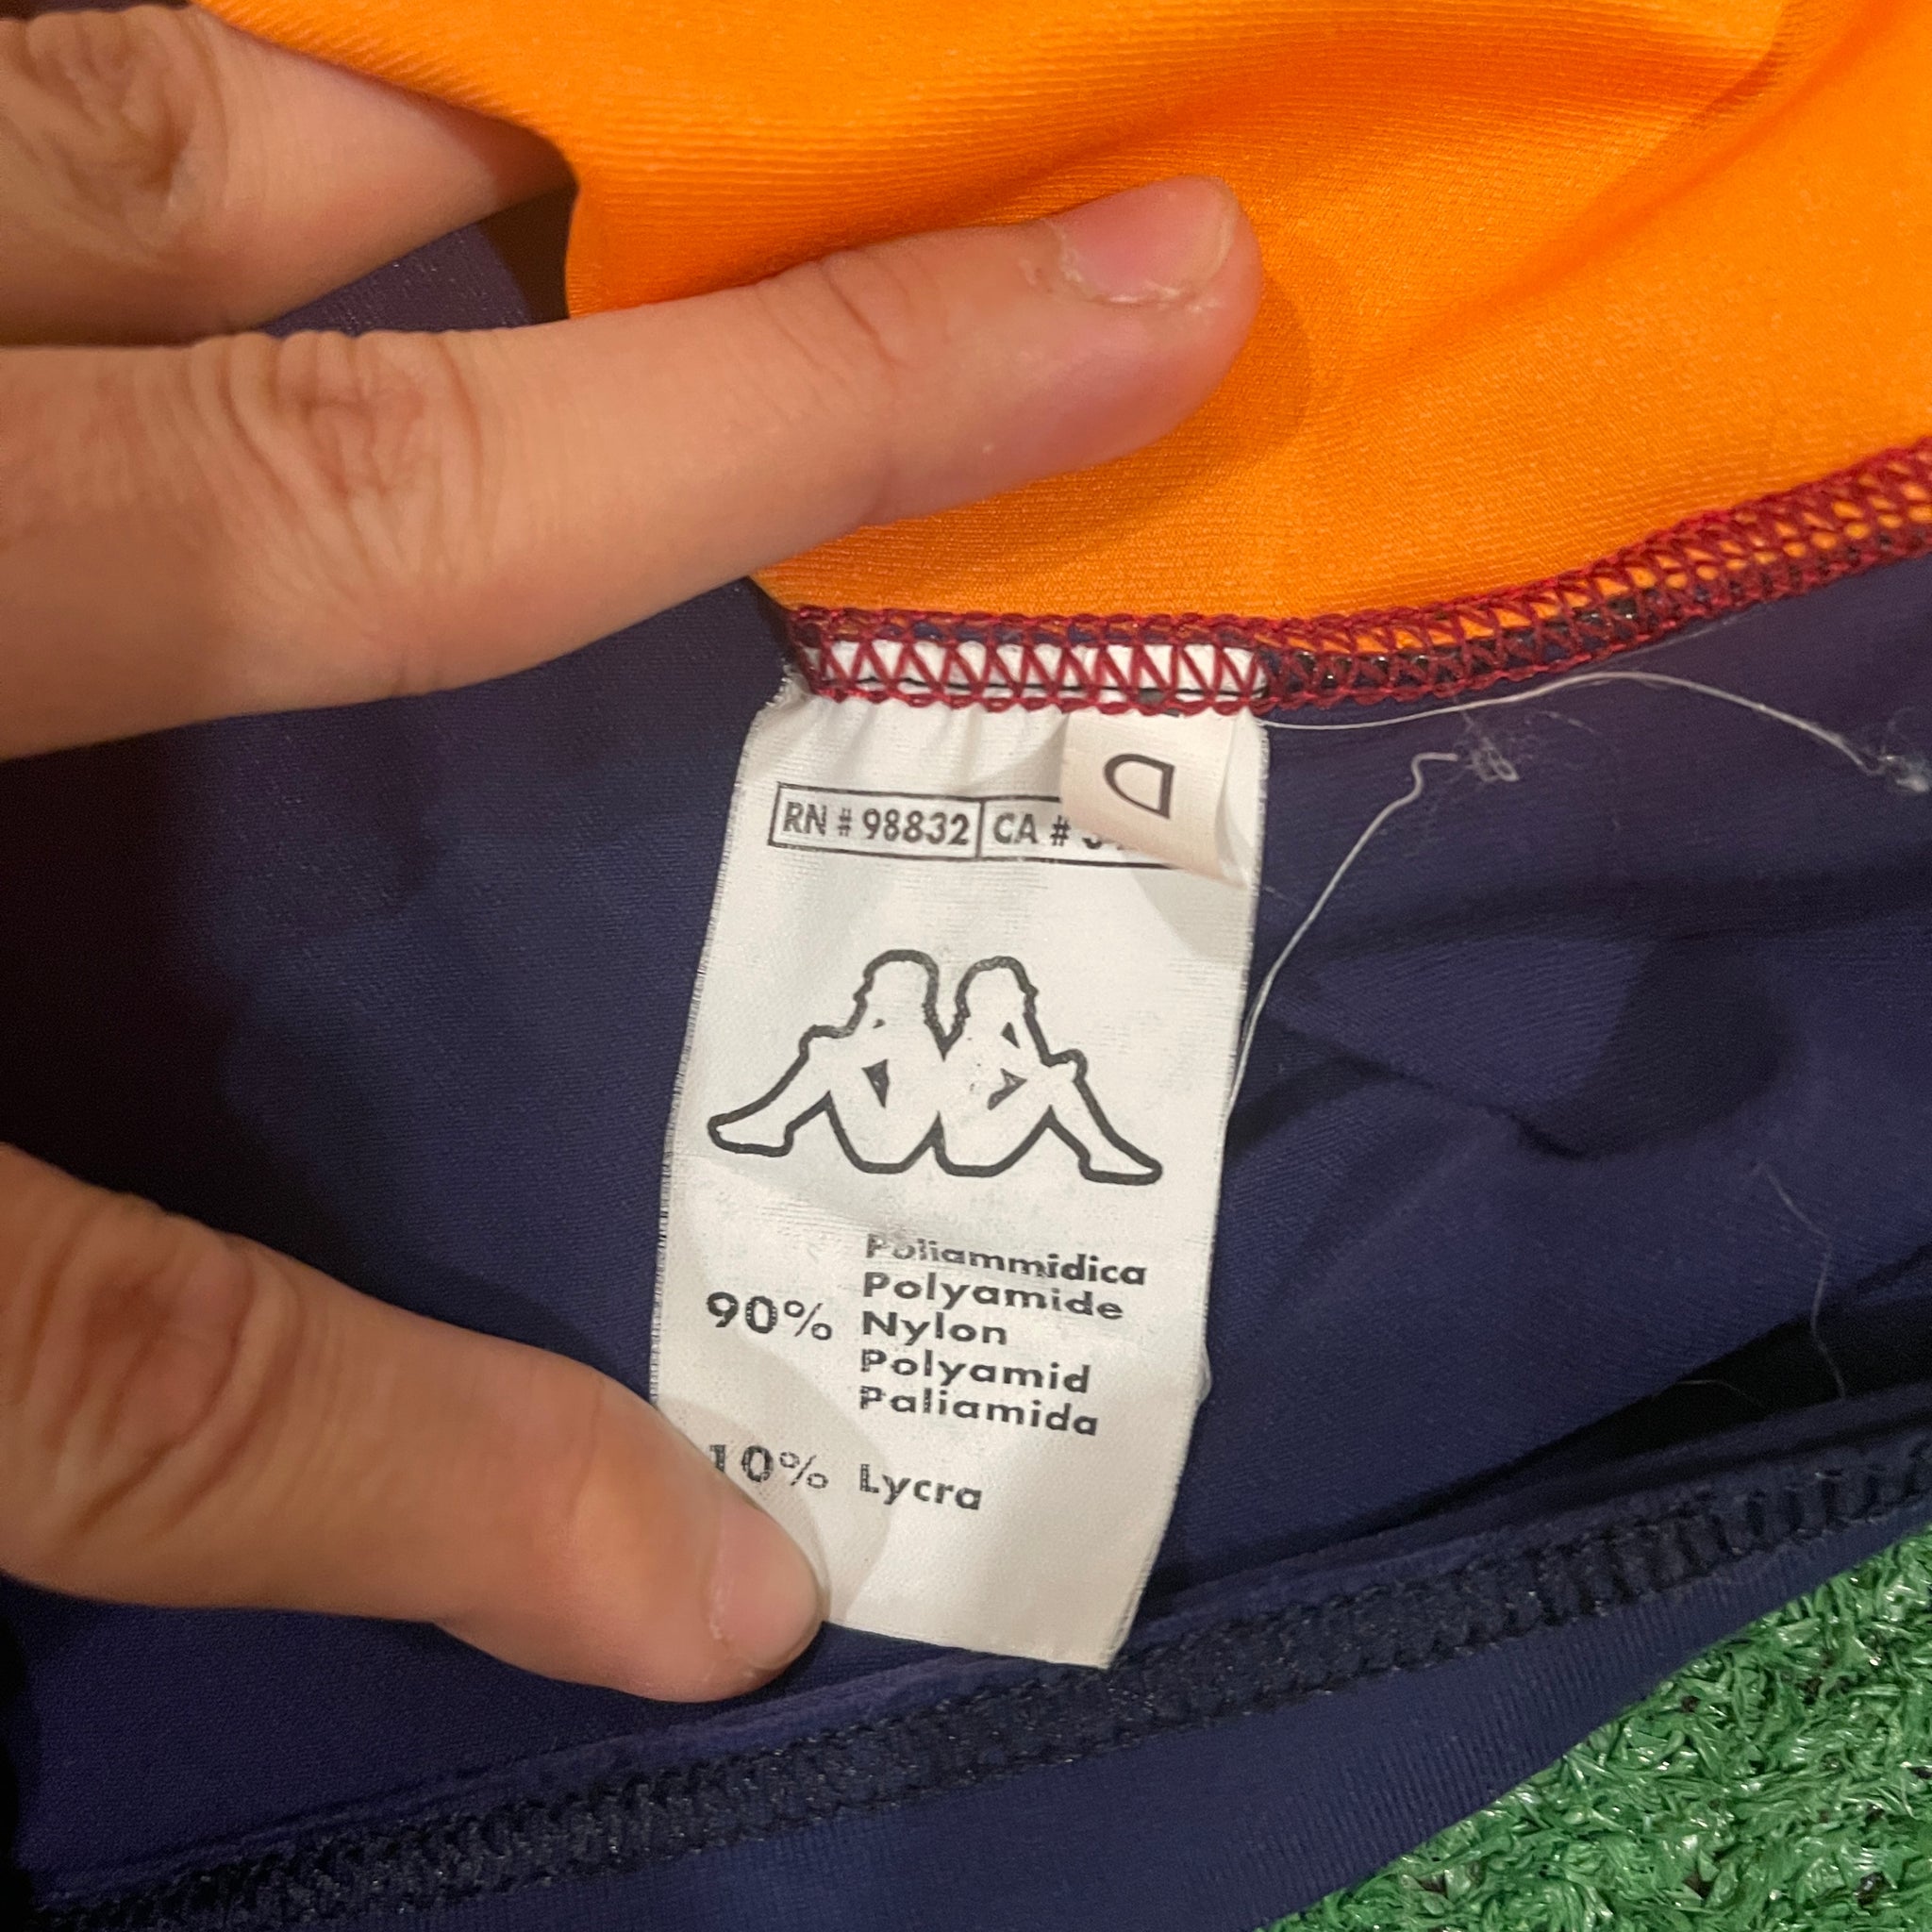 D
RN # 98832 CA #
Poliammidica
Polyamide
90% Nylon
Polyamid
Paliamida
10% Lycra